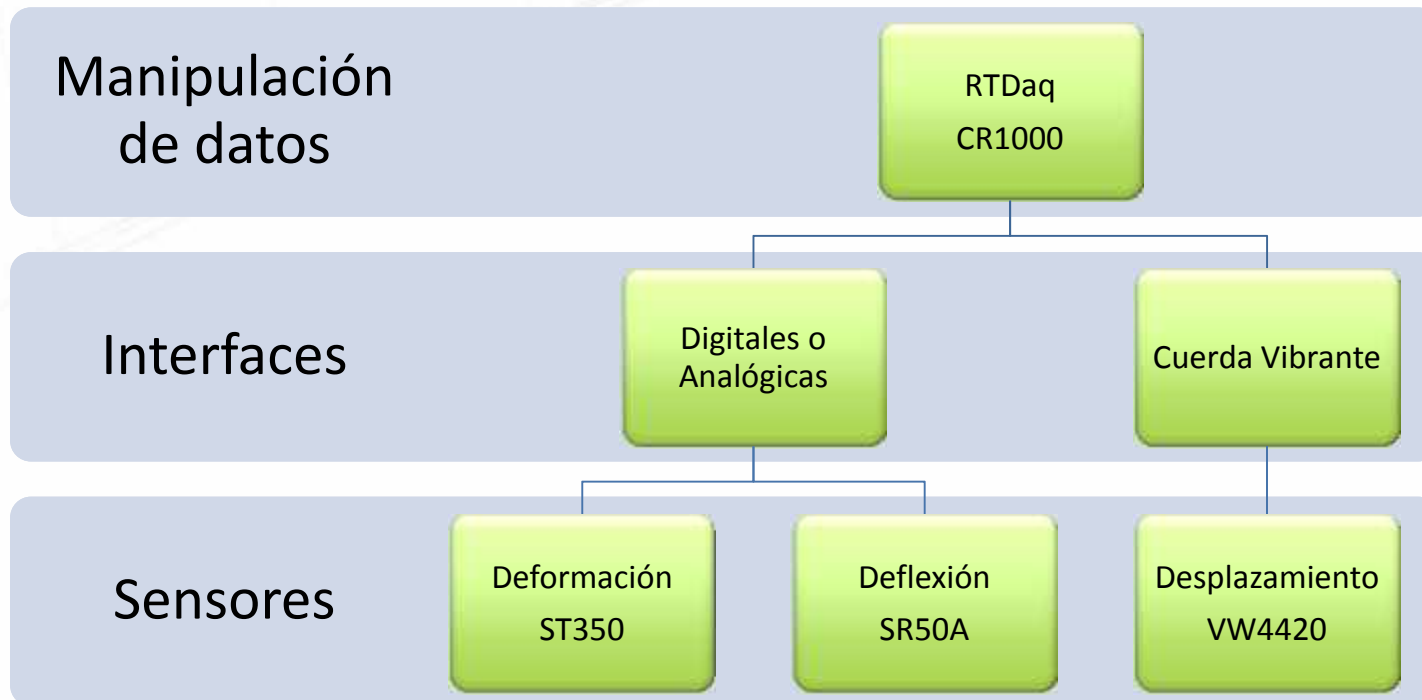 Manipulación
de datos
RTDaq
CR1000
Interfaces
Digitales o
Analógicas
Cuerda Vibrante
Sensores
Deformación
ST350
Deflexión
SR50A
Desplazamiento
VW4420